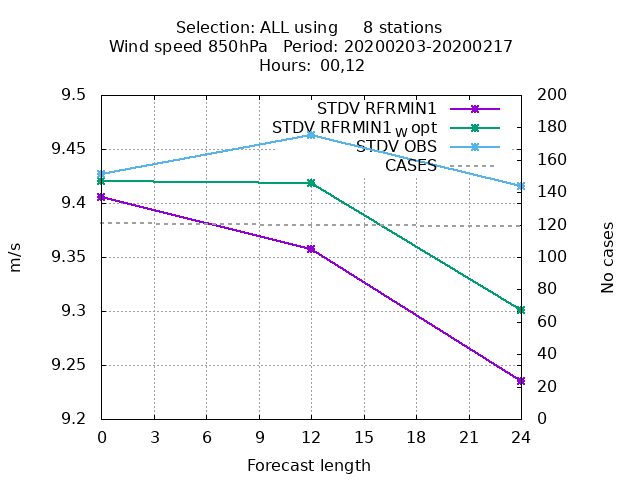 Selection: ALL using     8 stations
Wind speed 850hPa   Period: 20200203-20200217
Hours: 00,12
STDV RFRMIN1
STDV RFRMIN1_w opt
STDV OBS
CASES
9.5
9.45
9.4
9.35
9.3
9.25
9.2
200
180
160
140
120
100
80
60
40
20
0
m/s
No cases
0 3 6 9 12 15 18 21 24
Forecast length